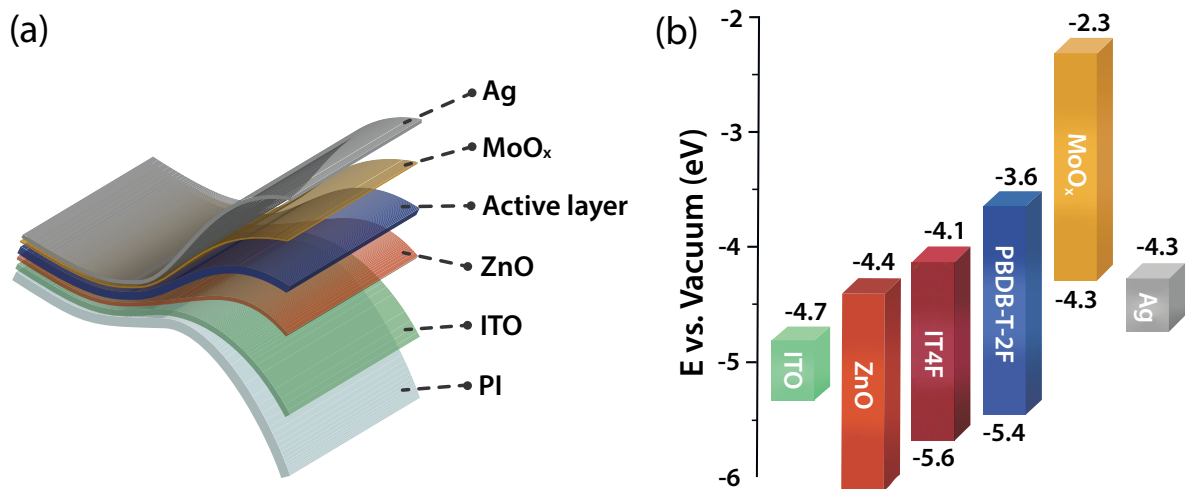 (a)
Ag
MoOₓ
Active layer
ZnO
ITO
PI
(b)
E vs. Vacuum (eV)
-2
-3
-4
-5
-6
-4.7
ITO
-4.4
ZnO
-4.1
IT4F
-5.6
-3.6
PBDB-T-2F
-5.4
-2.3
MoOₓ
-4.3
-4.3
Ag